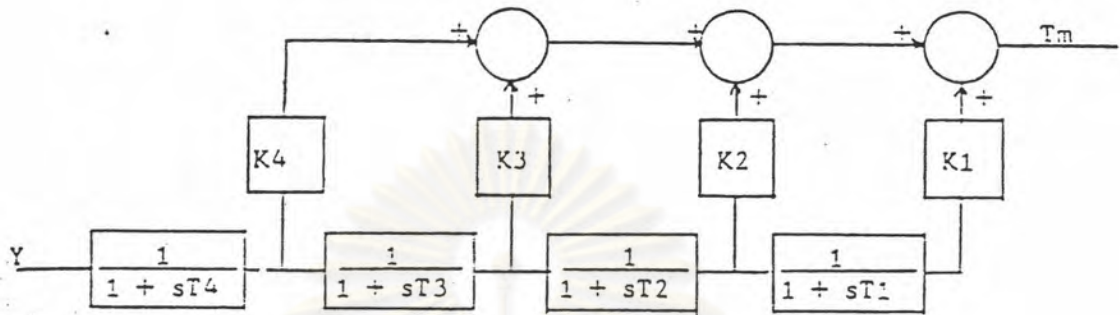 + + + Tm
+ + +
K4 K3 K2 K1
Y
1
1 + sT4
1
1 + sT3
1
1 + sT2
1
1 + sT1